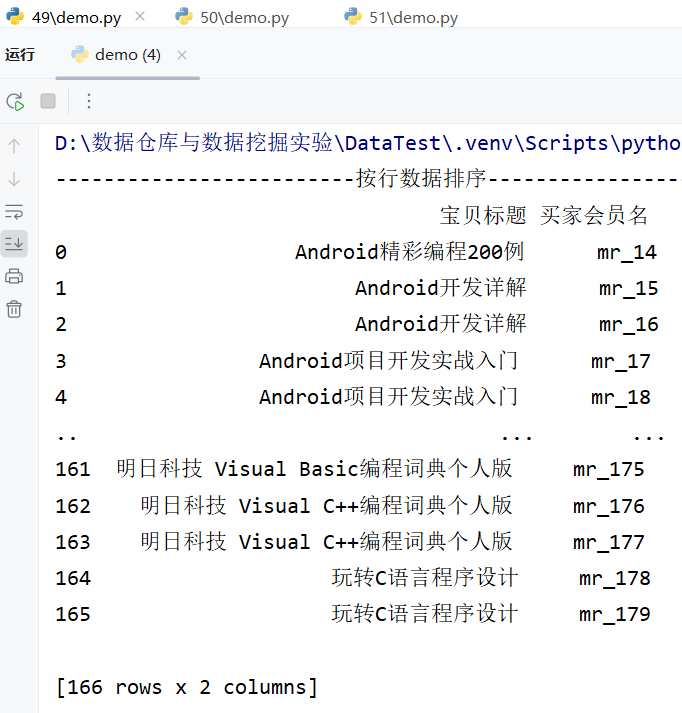 49\demo.py 50\demo.py 51\demo.py
运行 demo (4)
D:\数据仓库与数据挖掘实验\DataTest\.venv\Scripts\pytho
-------------------------按行数据排序----------------
宝贝标题 买家会员名
0 Android精彩编程200例 mr_14
1 Android开发详解 mr_15
2 Android开发详解 mr_16
3 Android项目开发实战入门 mr_17
4 Android项目开发实战入门 mr_18
.. ... ...
161 明日科技 Visual Basic编程词典个人版 mr_175
162 明日科技 Visual C++编程词典个人版 mr_176
163 明日科技 Visual C++编程词典个人版 mr_177
164 玩转C语言程序设计 mr_178
165 玩转C语言程序设计 mr_179
[166 rows x 2 columns]